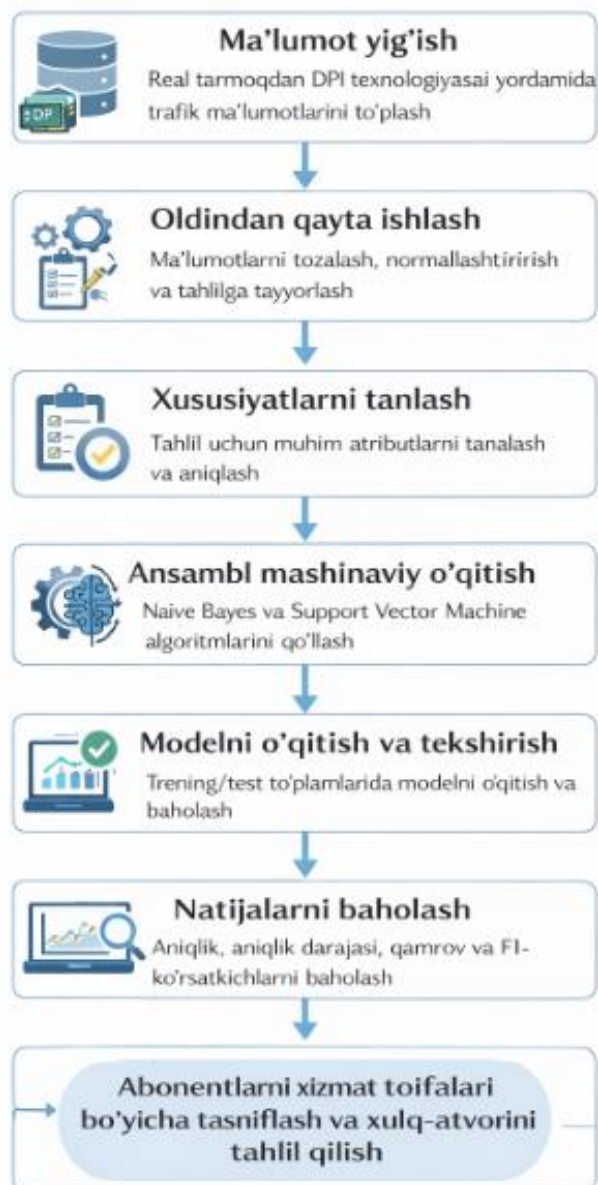 Ma'lumot yig'ish
Real tarmoqdan DPI texnologiyasai yordamida
trafik ma'lumotlarini to'plash
DP
Oldindan qayta ishlash
Ma'lumotlarni tozalash, normallashtirirish
va tahlilga tayyorlash
Xususiyatlarni tanlash
Tahlil uchun muhim atributlarni tanalash
va aniqlash
Ansambl mashinaviy o'qitish
Naive Bayes va Support Vector Machine
algoritmlarini qo'llash
Modelni o'qitish va tekshirish
Trening/test to'plamlarida modelni o'qitish va
baholash
Natijalarni baholash
Aniqlik, aniqlik darajasi, qamrov va F1-
ko'rsatkichlarni baholash
Abonentlarni xizmat toifalari
bo'yicha tasniflash va xulq-atvorini
tahlil qilish